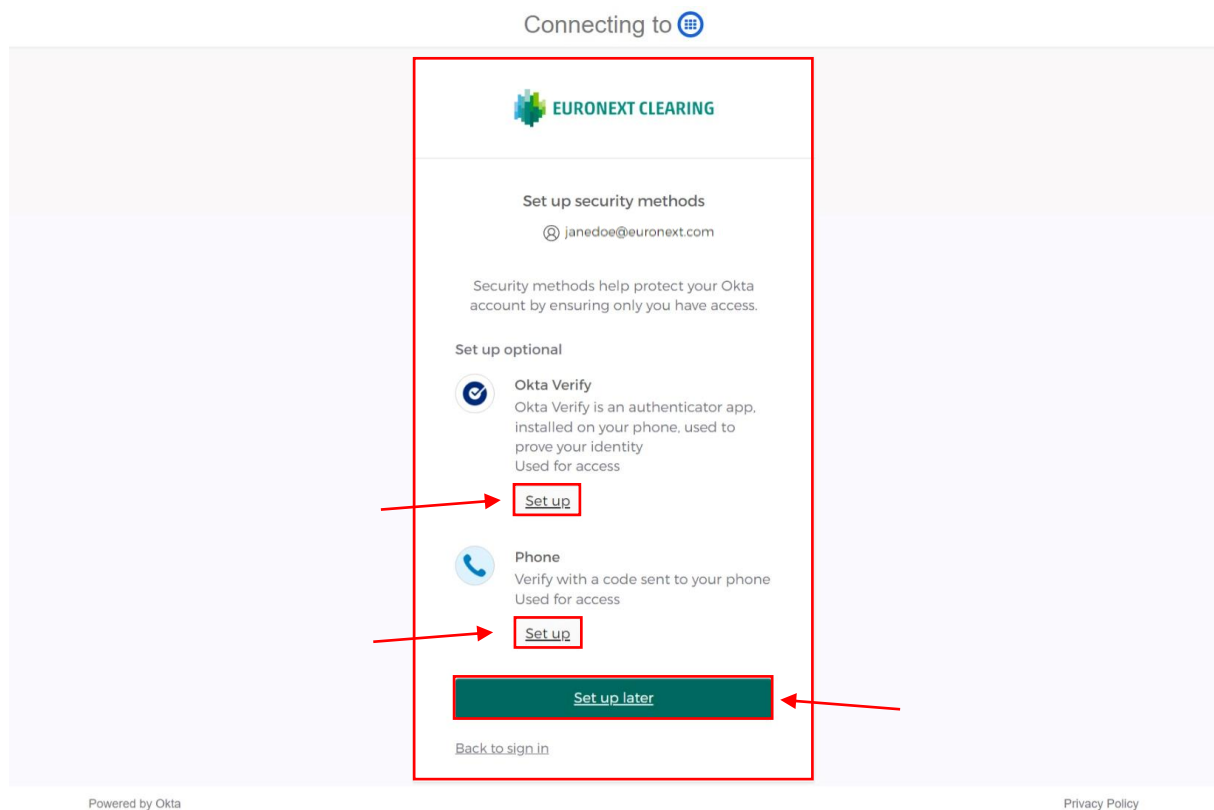 Connecting to
EURONEXT CLEARING
Set up security methods
janedoe@euronext.com
Security methods help protect your Okta
account by ensuring only you have access.
Set up optional
Okta Verify
Okta Verify is an authenticator app,
installed on your phone, used to
prove your identity
Used for access
Set up
Phone
Verify with a code sent to your phone
Used for access
Set up
Set up later
Back to sign in
Powered by Okta
Privacy Policy